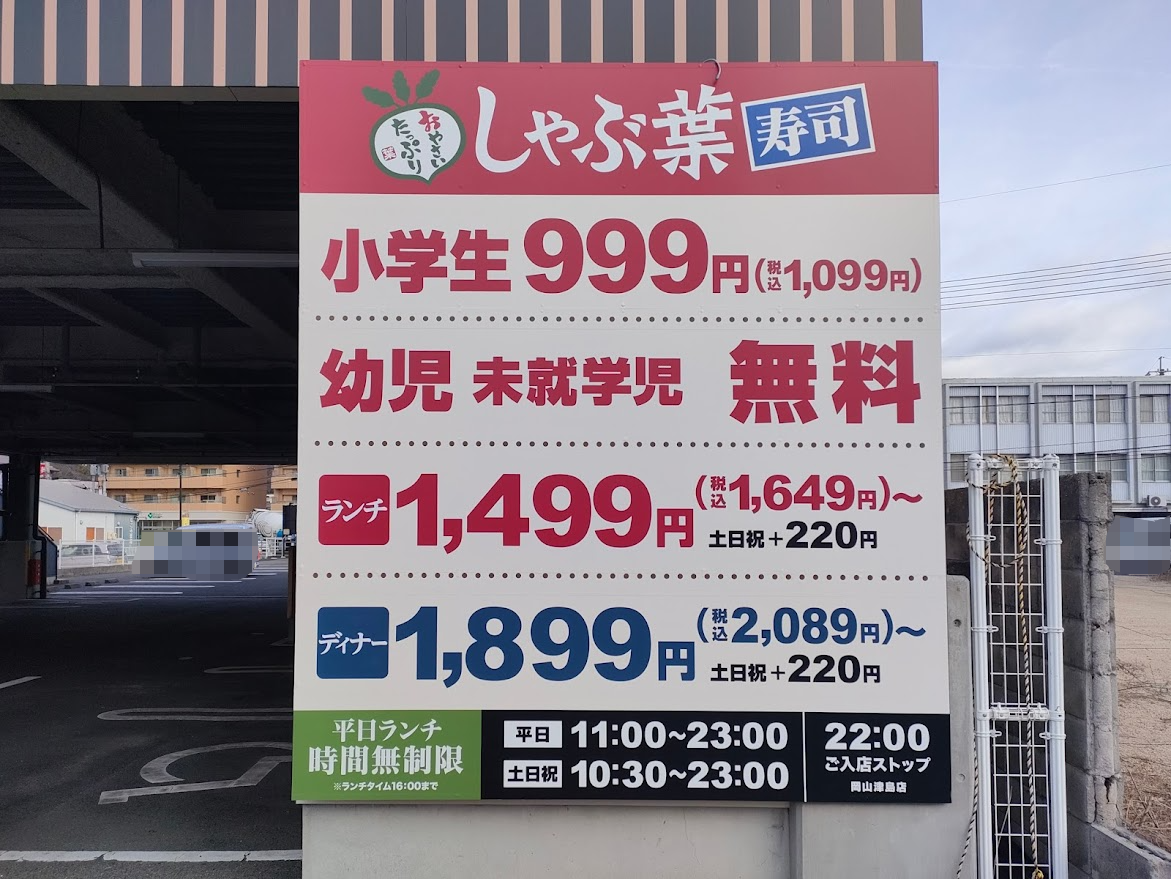 おやさい
たっぷり
葉
しゃぶ葉 寿司
小学生 999円(税込1,099円)
幼児 未就学児 無料
ランチ 1,499円(税込1,649円)～
土日祝＋220円
ディナー 1,899円(税込2,089円)～
土日祝＋220円
平日ランチ
時間無制限
※ランチタイム16:00まで
平日 11:00～23:00
土日祝 10:30～23:00
22:00
ご入店ストップ
岡山津島店